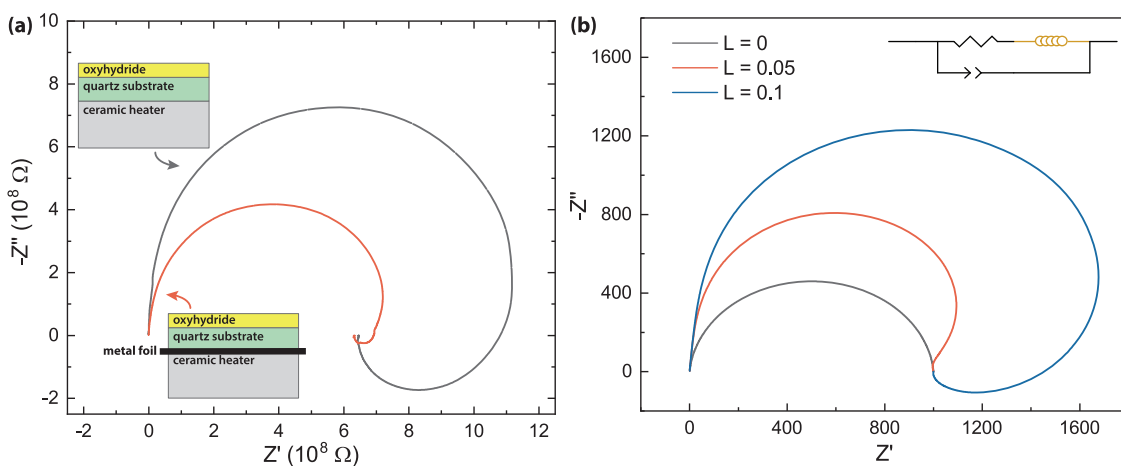 (a)
-Z" (10⁸ Ω)
10
8
6
4
2
0
-2
oxyhydride
quartz substrate
ceramic heater
oxyhydride
quartz substrate
metal foil
ceramic heater
0 2 4 6 8 10 12
Z' (10⁸ Ω)
(b)
-Z"
1600
1200
800
400
0
L = 0
L = 0.05
L = 0.1
0 400 800 1200 1600
Z'